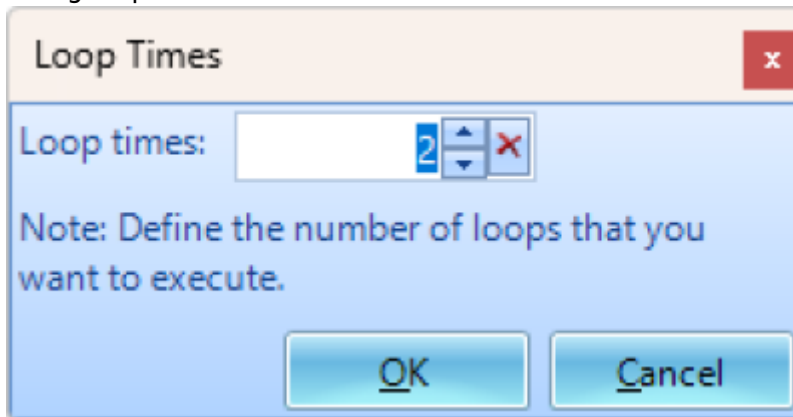 Loop Times
x
Loop times: 2
Note: Define the number of loops that you
want to execute.
OK Cancel